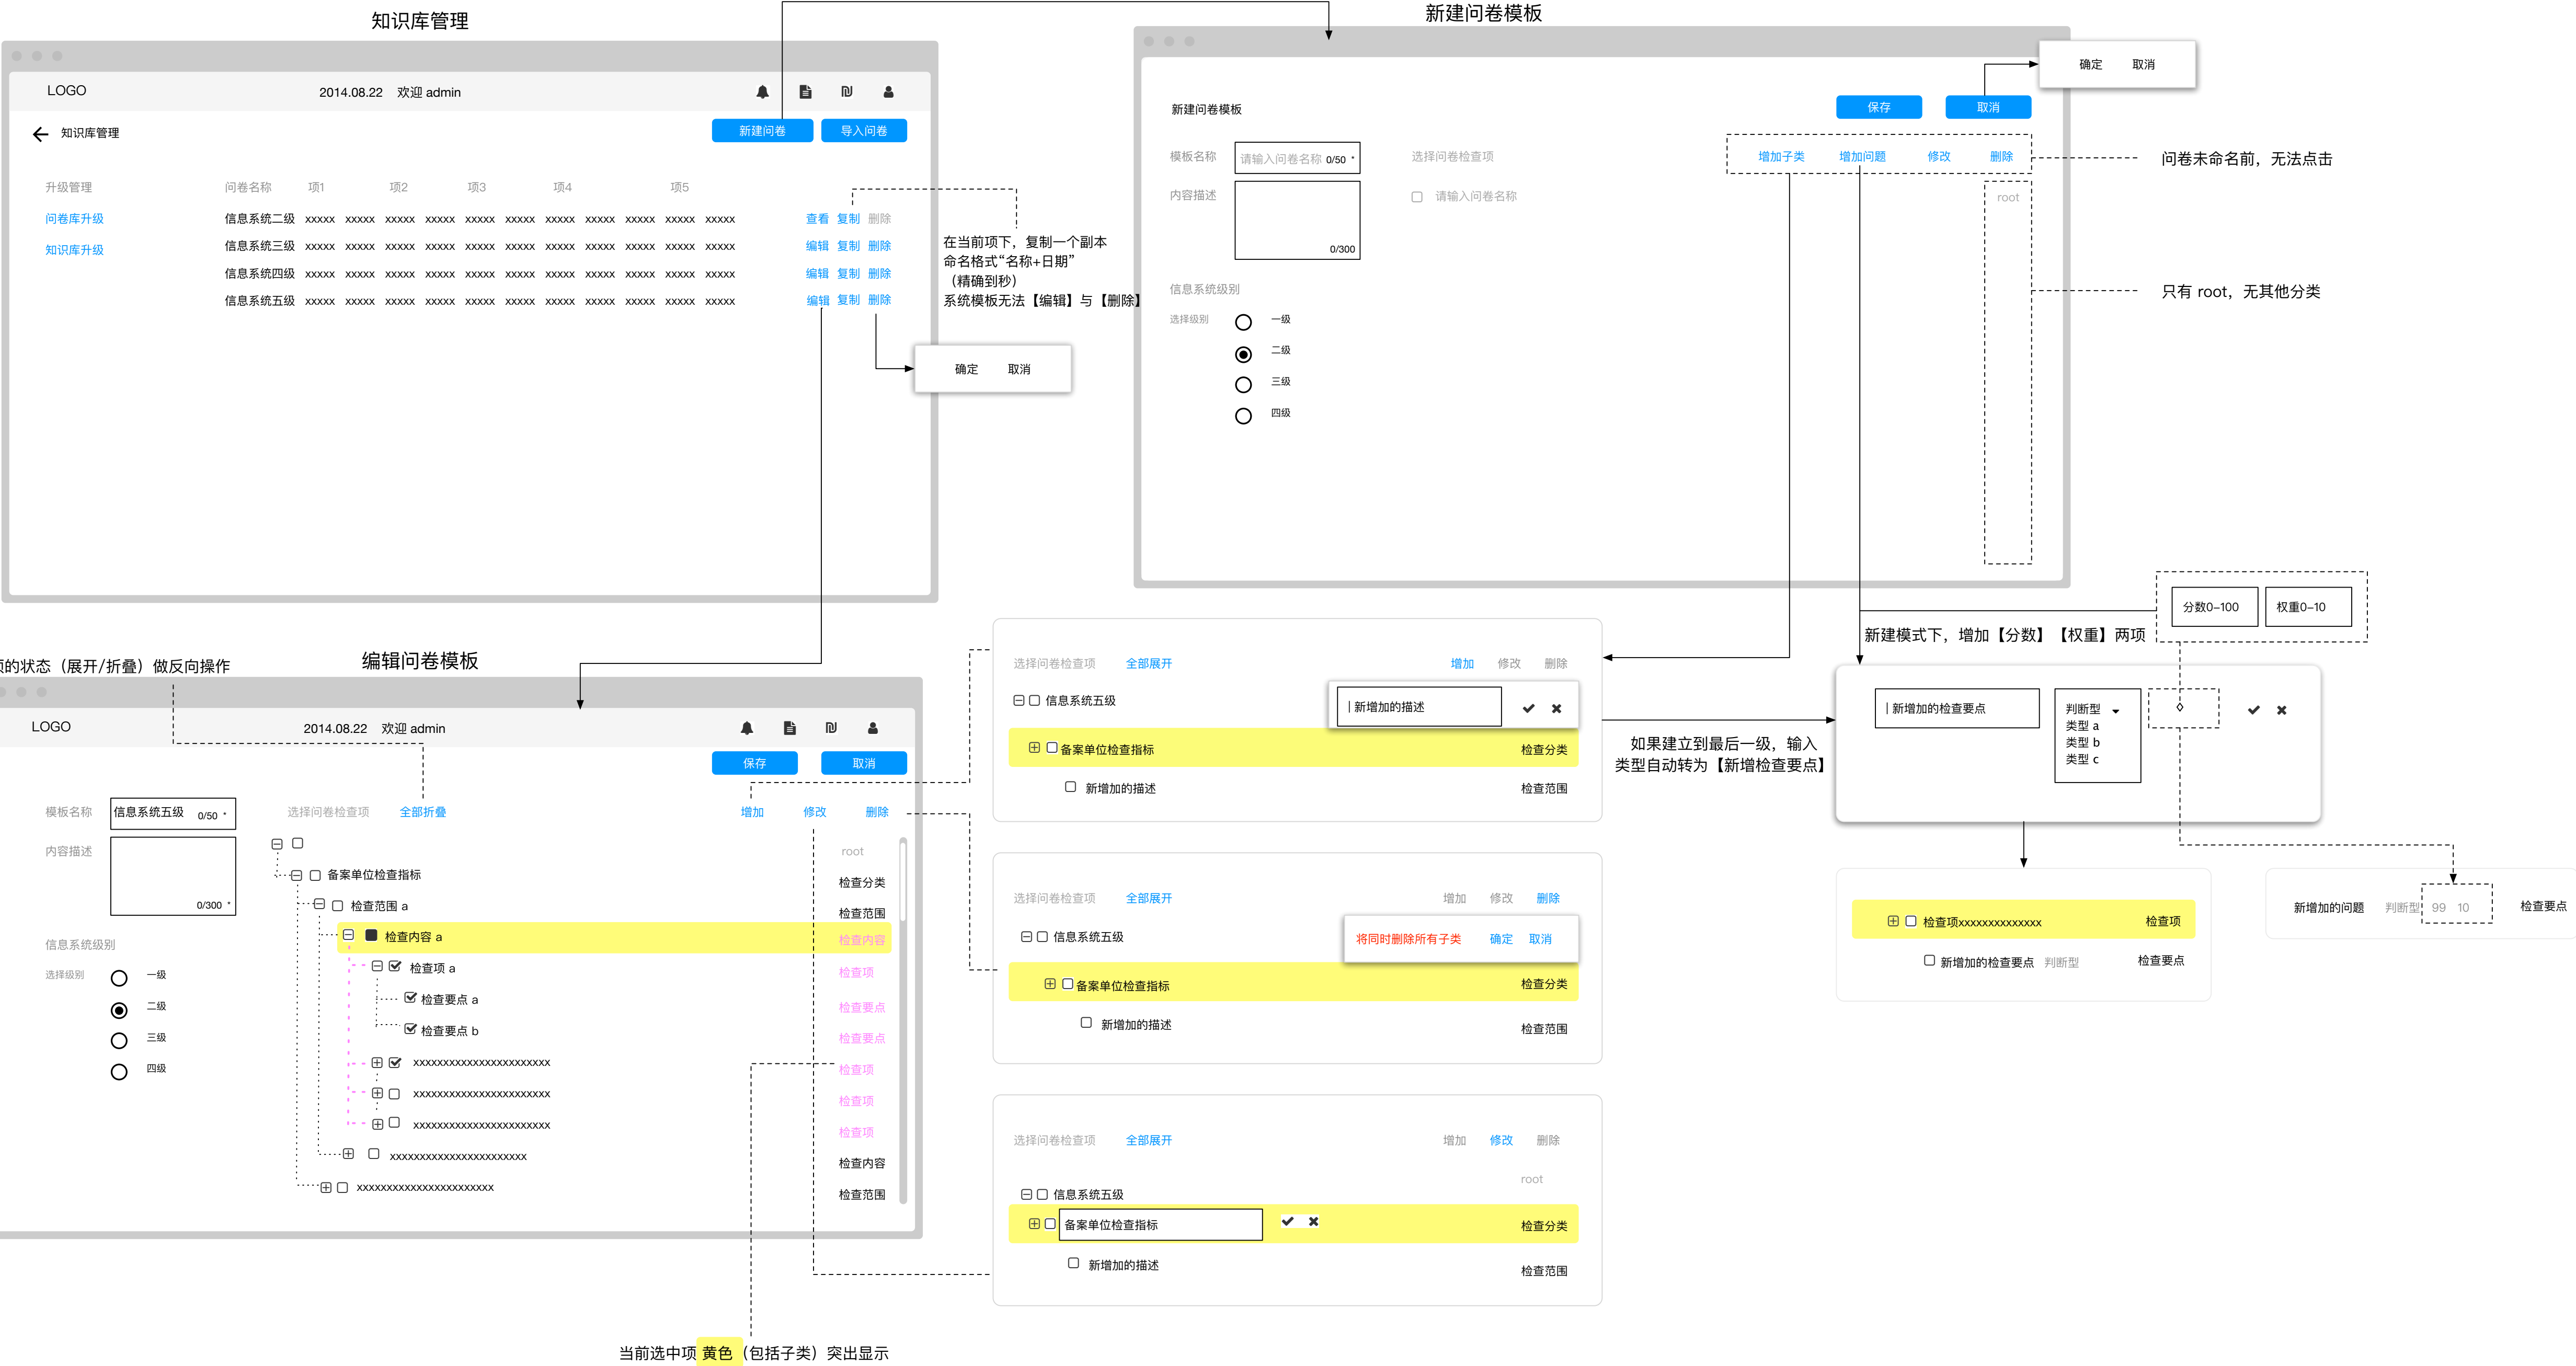 知识库管理
LOGO
2014.08.22 欢迎 admin
知识库管理
新建问卷
导入问卷
升级管理
问卷库升级
知识库升级
问卷名称 项1 项2 项3 项4 项5
信息系统二级 xxxxx xxxxx xxxxx xxxxx xxxxx xxxxx xxxxx xxxxx xxxxx xxxxx xxxxx 查看 复制 删除
信息系统三级 xxxxx xxxxx xxxxx xxxxx xxxxx xxxxx xxxxx xxxxx xxxxx xxxxx xxxxx 编辑 复制 删除
信息系统四级 xxxxx xxxxx xxxxx xxxxx xxxxx xxxxx xxxxx xxxxx xxxxx xxxxx xxxxx 编辑 复制 删除
信息系统五级 xxxxx xxxxx xxxxx xxxxx xxxxx xxxxx xxxxx xxxxx xxxxx xxxxx xxxxx 编辑 复制 删除
在当前项下，复制一个副本
命名格式“名称+日期”
（精确到秒）
系统模板无法【编辑】与【删除】
确定 取消
新建问卷模板
确定 取消
新建问卷模板
保存
取消
模板名称
请输入问卷名称 0/50 *
选择问卷检查项
增加子类 增加问题 修改 删除
问卷未命名前，无法点击
内容描述
0/300
请输入问卷名称
root
只有 root，无其他分类
信息系统级别
选择级别
一级
二级
三级
四级
项的状态（展开/折叠）做反向操作
编辑问卷模板
LOGO
2014.08.22 欢迎 admin
保存
取消
模板名称
信息系统五级 0/50 *
选择问卷检查项 全部折叠
增加 修改 删除
内容描述
0/300 *
信息系统级别
选择级别
一级
二级
三级
四级
root
备案单位检查指标 检查分类
检查范围 a 检查范围
检查内容 a 检查内容
检查项 a 检查项
检查要点 a 检查要点
检查要点 b 检查要点
xxxxxxxxxxxxxxxxxxxxxxx 检查项
xxxxxxxxxxxxxxxxxxxxxxx 检查项
xxxxxxxxxxxxxxxxxxxxxxx 检查项
xxxxxxxxxxxxxxxxxxxxxxx 检查内容
xxxxxxxxxxxxxxxxxxxxxxx 检查范围
当前选中项 黄色（包括子类）突出显示
选择问卷检查项 全部展开 增加 修改 删除
信息系统五级
新增加的描述
备案单位检查指标 检查分类
新增加的描述 检查范围
选择问卷检查项 全部展开 增加 修改 删除
信息系统五级
将同时删除所有子类 确定 取消
备案单位检查指标 检查分类
新增加的描述 检查范围
选择问卷检查项 全部展开 增加 修改 删除
root
信息系统五级
备案单位检查指标 检查分类
新增加的描述 检查范围
如果建立到最后一级，输入
类型自动转为【新增检查要点】
分数0-100
权重0-10
新建模式下，增加【分数】【权重】两项
新增加的检查要点
判断型
类型 a
类型 b
类型 c
检查项xxxxxxxxxxxxxx 检查项
新增加的检查要点 判断型 检查要点
新增加的问题 判断型 99 10 检查要点